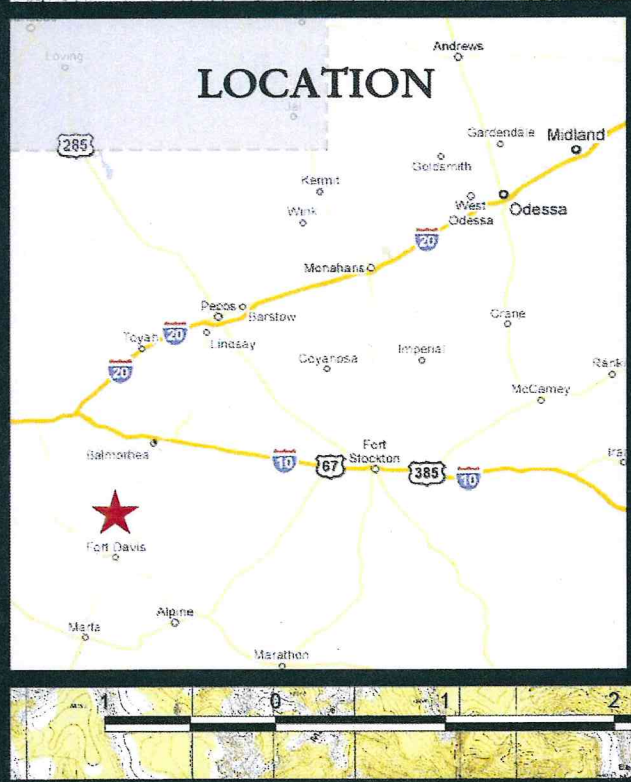 Andrews
Loving
LOCATION
Jal
285
Gardendale
Midland
Goldsmith
Kermit
West
Odessa
Odessa
Wink
20
Monahans
Pecos
Barstow
Crane
20
Toyah
Lindsay
Coyanosa
Imperial
20
McCamey
Fort
Stockton
Balmorhea
10
67
385
10
Fort Davis
Alpine
Marfa
Marathon
1
0
1
2